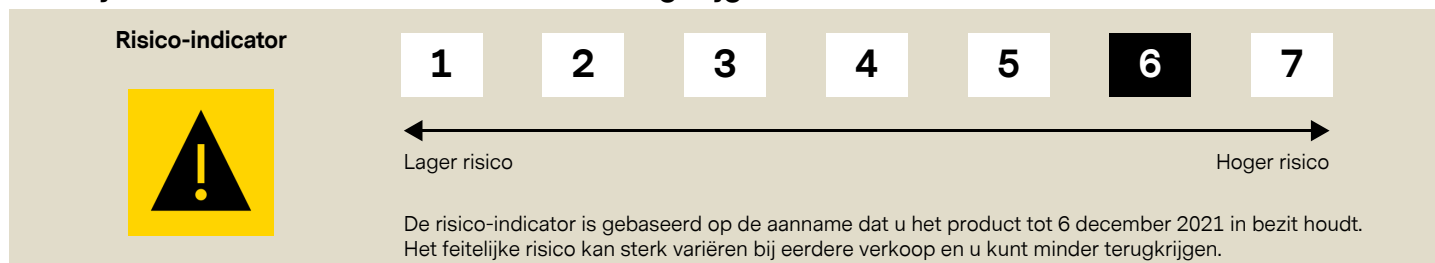 Risico-indicator
1 2 3 4 5 6 7
Lager risico Hoger risico
De risico-indicator is gebaseerd op de aanname dat u het product tot 6 december 2021 in bezit houdt.
Het feitelijke risico kan sterk variëren bij eerdere verkoop en u kunt minder terugkrijgen.